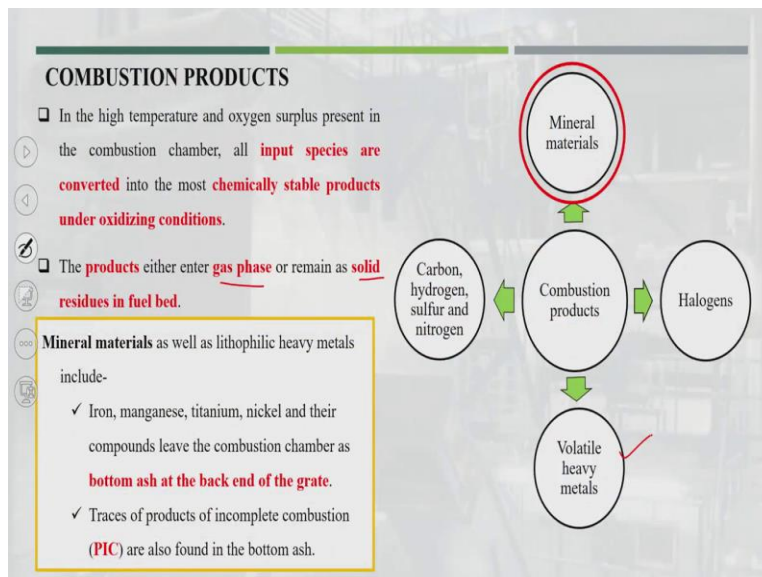 COMBUSTION PRODUCTS
❑ In the high temperature and oxygen surplus present in
the combustion chamber, all input species are
converted into the most chemically stable products
under oxidizing conditions.
❑ The products either enter gas phase or remain as solid
residues in fuel bed.
Mineral materials as well as lithophilic heavy metals
include-
✓ Iron, manganese, titanium, nickel and their
compounds leave the combustion chamber as
bottom ash at the back end of the grate.
✓ Traces of products of incomplete combustion
(PIC) are also found in the bottom ash.
Mineral
materials
Carbon,
hydrogen,
sulfur and
nitrogen
Combustion
products
Halogens
Volatile
heavy
metals